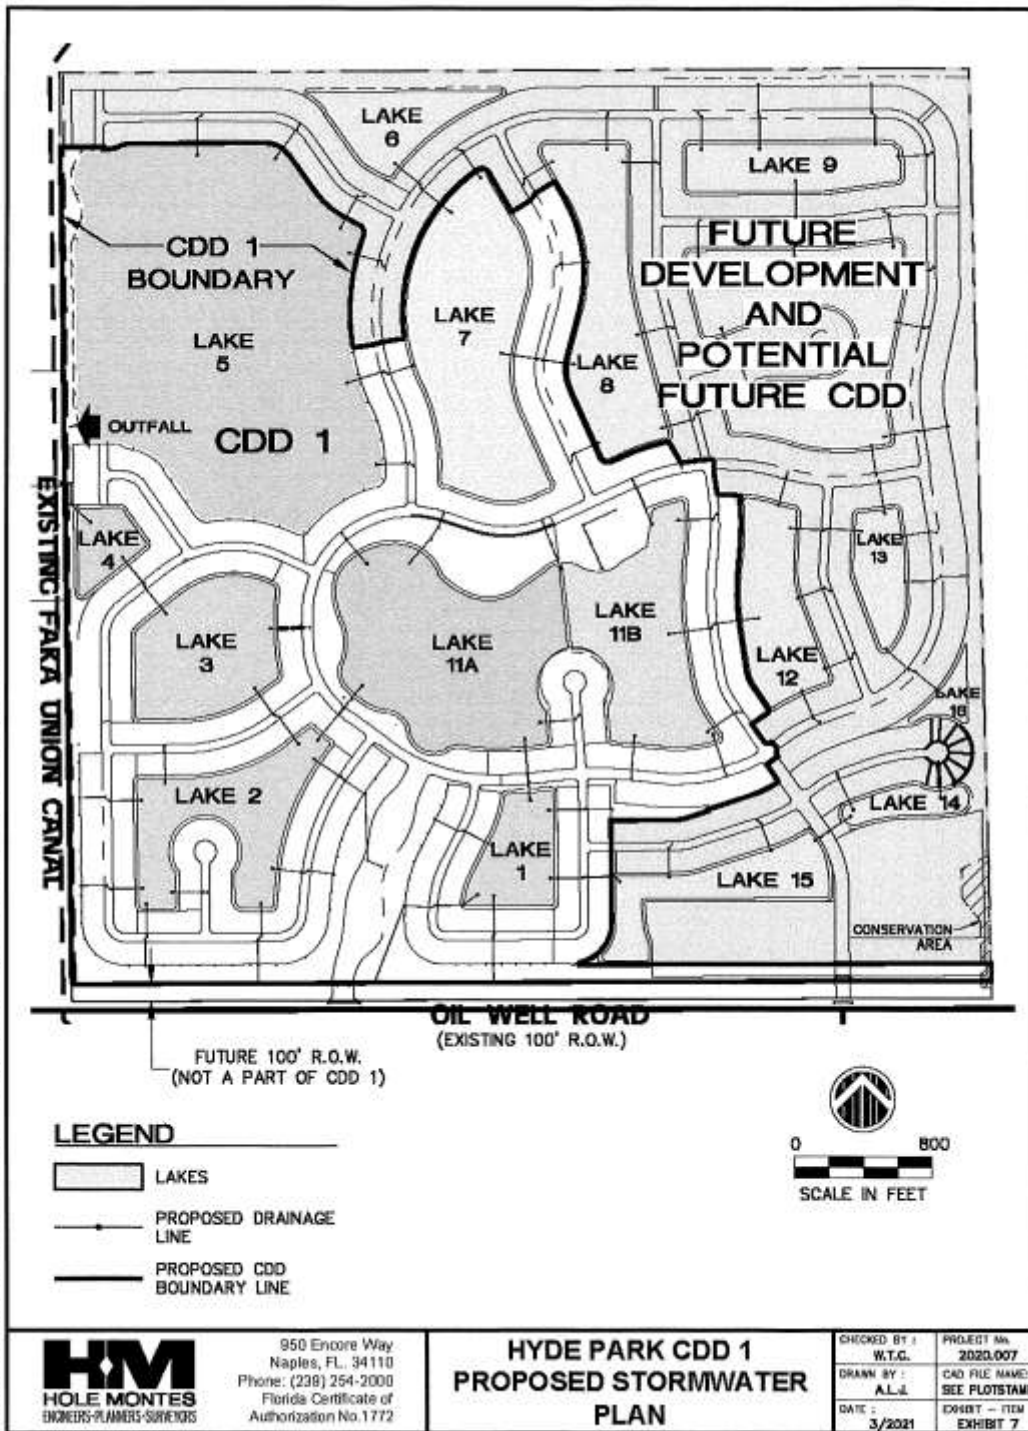 LAKE
6
LAKE 9
CDD 1
BOUNDARY
FUTURE
DEVELOPMENT
AND
POTENTIAL
FUTURE CDD
LAKE
5
LAKE
7
LAKE
8
OUTFALL
CDD 1
EXISTING FAKA UNION CANAL
LAKE
4
LAKE
3
LAKE
11A
LAKE
11B
LAKE
13
LAKE
12
LAKE
16
LAKE 2
LAKE 14
LAKE
1
LAKE 15
CONSERVATION
AREA
OIL WELL ROAD
(EXISTING 100' R.O.W.)
FUTURE 100' R.O.W.
(NOT A PART OF CDD 1)
LEGEND
LAKES
PROPOSED DRAINAGE
LINE
PROPOSED CDD
BOUNDARY LINE
0 800
SCALE IN FEET
HM
HOLE MONTES
ENGINEERS·PLANNERS·SURVEYORS
950 Encore Way
Naples, FL. 34110
Phone: (239) 254-2000
Florida Certificate of
Authorization No.1772
HYDE PARK CDD 1
PROPOSED STORMWATER
PLAN
CHECKED BY :
W.T.C.
PROJECT No.
2020.007
DRAWN BY :
A.L.J.
CAD FILE NAME:
SEE PLOTSTAMP
DATE :
3/2021
EXHIBIT - ITEM
EXHIBIT 7